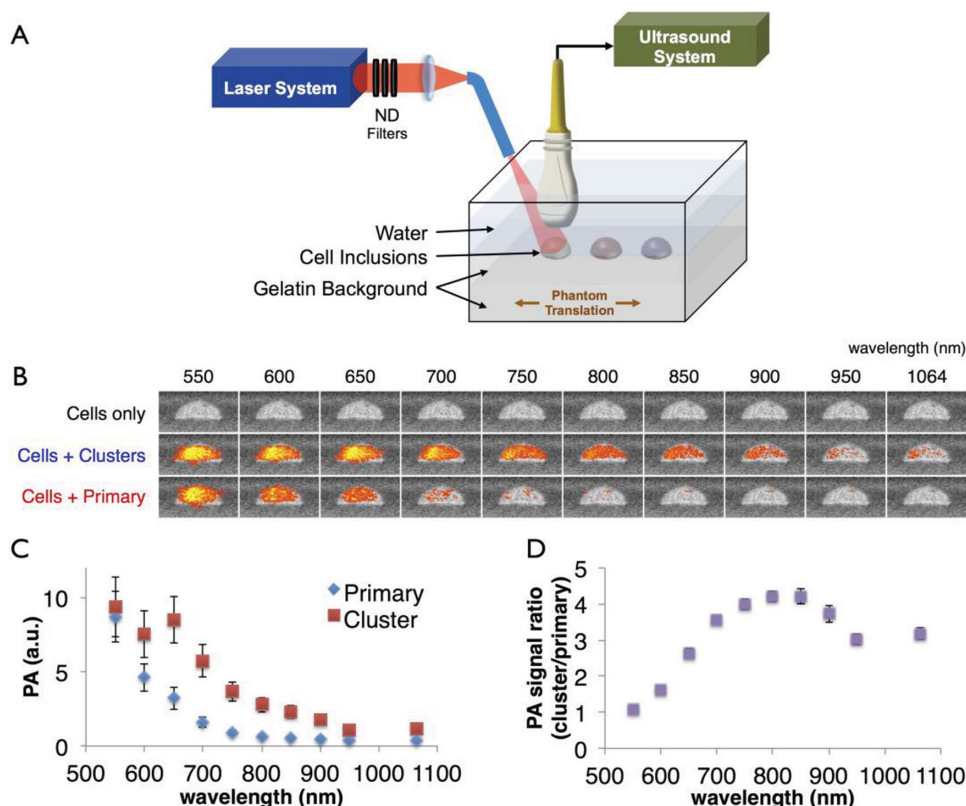 A
Laser System
ND
Filters
Ultrasound
System
Water
Cell Inclusions
Gelatin Background
Phantom
Translation
wavelength (nm)
B
550 600 650 700 750 800 850 900 950 1064
Cells only
Cells + Clusters
Cells + Primary
C
PA (a.u.)
10
5
0
500 600 700 800 900 1000 1100
wavelength (nm)
Primary
Cluster
D
PA signal ratio
(cluster/primary)
5
4
3
2
1
0
500 600 700 800 900 1000 1100
wavelength (nm)